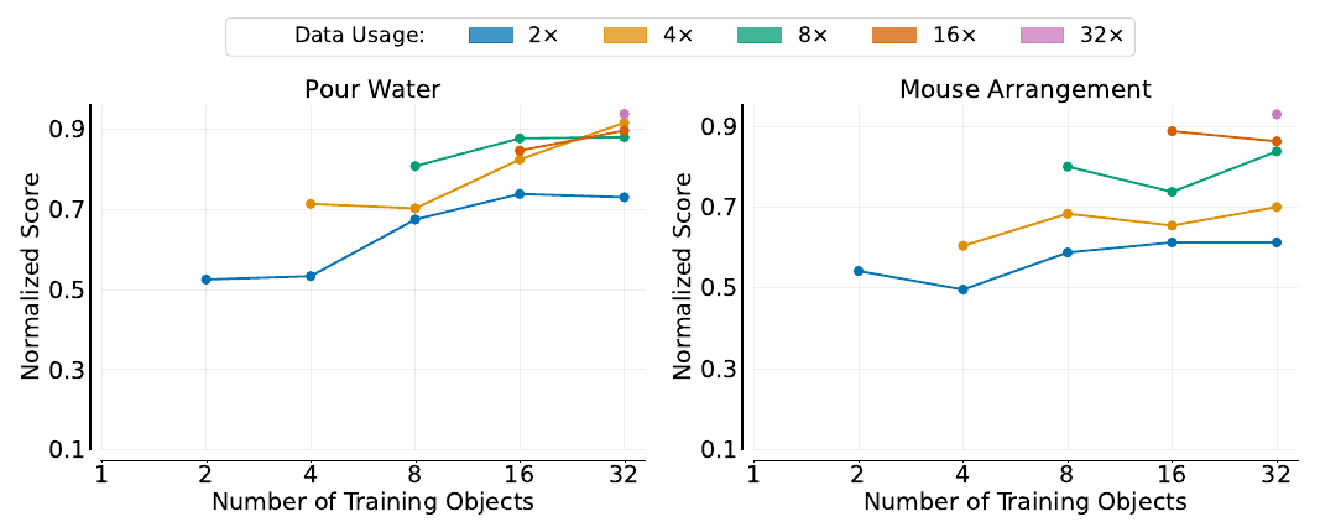 Data Usage: 2× 4× 8× 16× 32×
Pour Water
Normalized Score
0.9
0.7
0.5
0.3
0.1
1 2 4 8 16 32
Number of Training Objects
Mouse Arrangement
Normalized Score
0.9
0.7
0.5
0.3
0.1
1 2 4 8 16 32
Number of Training Objects